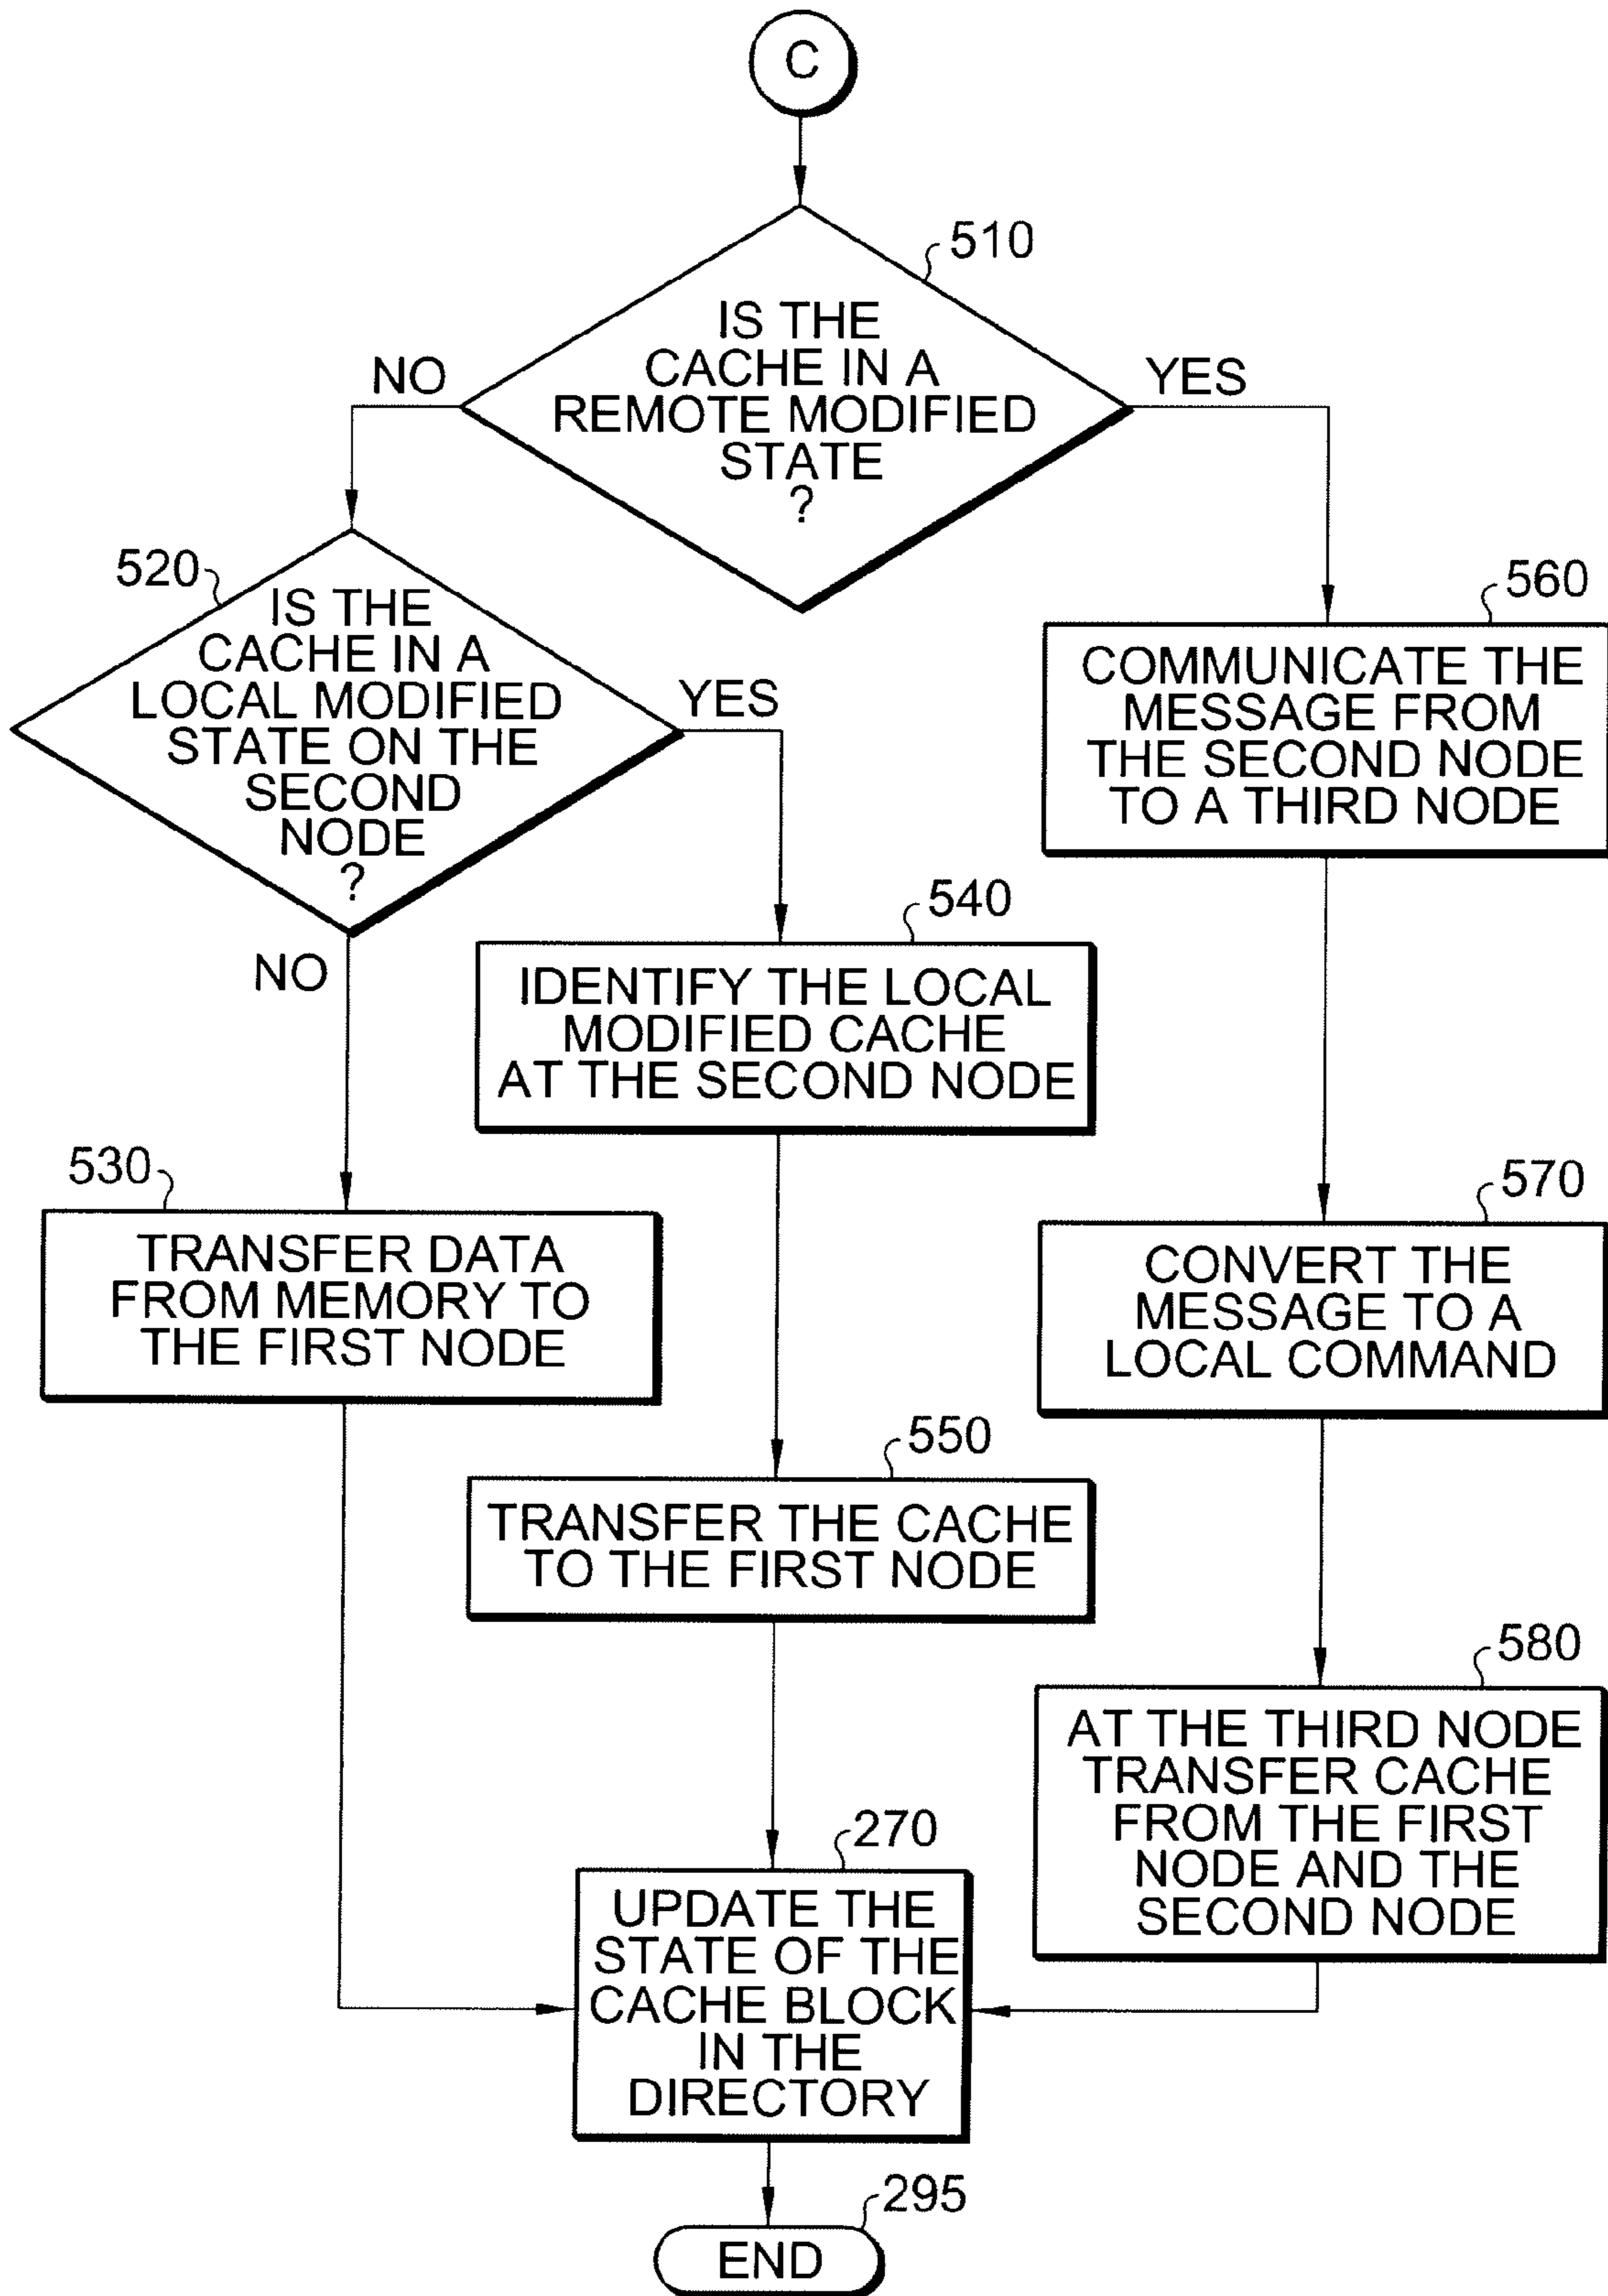 C
510
IS THE
CACHE IN A
REMOTE MODIFIED
STATE
?
NO
YES
520
IS THE
CACHE IN A
LOCAL MODIFIED
STATE ON THE
SECOND
NODE
?
YES
NO
560
COMMUNICATE THE
MESSAGE FROM
THE SECOND NODE
TO A THIRD NODE
540
IDENTIFY THE LOCAL
MODIFIED CACHE
AT THE SECOND NODE
530
TRANSFER DATA
FROM MEMORY TO
THE FIRST NODE
570
CONVERT THE
MESSAGE TO A
LOCAL COMMAND
550
TRANSFER THE CACHE
TO THE FIRST NODE
580
AT THE THIRD NODE
TRANSFER CACHE
FROM THE FIRST
NODE AND THE
SECOND NODE
270
UPDATE THE
STATE OF THE
CACHE BLOCK
IN THE
DIRECTORY
295
END